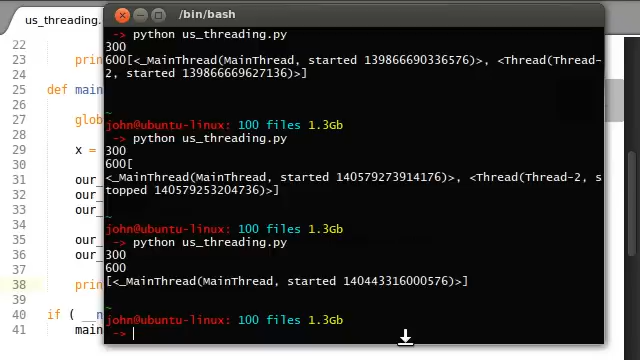 us_threading.
/bin/bash
22
23 prin
24
25 def main
26
27 glob
28
29 x =
30
31 our_
32 our_
33 our_
34
35 our_
36 our_
37
38 prin
39
40 if ( __n
41 main
-> python us_threading.py
300
600[<_MainThread(MainThread, started 139866690336576)>, <Thread(Thread-
2, started 139866669627136)>]
~
john@ubuntu-linux: 100 files 1.3Gb
-> python us_threading.py
300
600[
<_MainThread(MainThread, started 140579273914176)>, <Thread(Thread-2, s
topped 140579253204736)>]
~
john@ubuntu-linux: 100 files 1.3Gb
-> python us_threading.py
300
600
[<_MainThread(MainThread, started 140443316000576)>]
~
john@ubuntu-linux: 100 files 1.3Gb
->